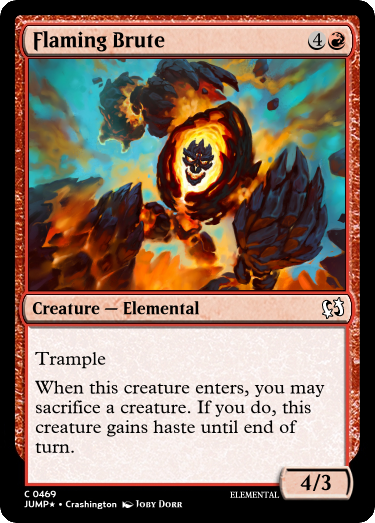 Flaming Brute 4
Creature — Elemental
Trample
When this creature enters, you may
sacrifice a creature. If you do, this
creature gains haste until end of
turn.
4/3
C 0469
JUMP★ • Crashington Joby Dorr
ELEMENTAL